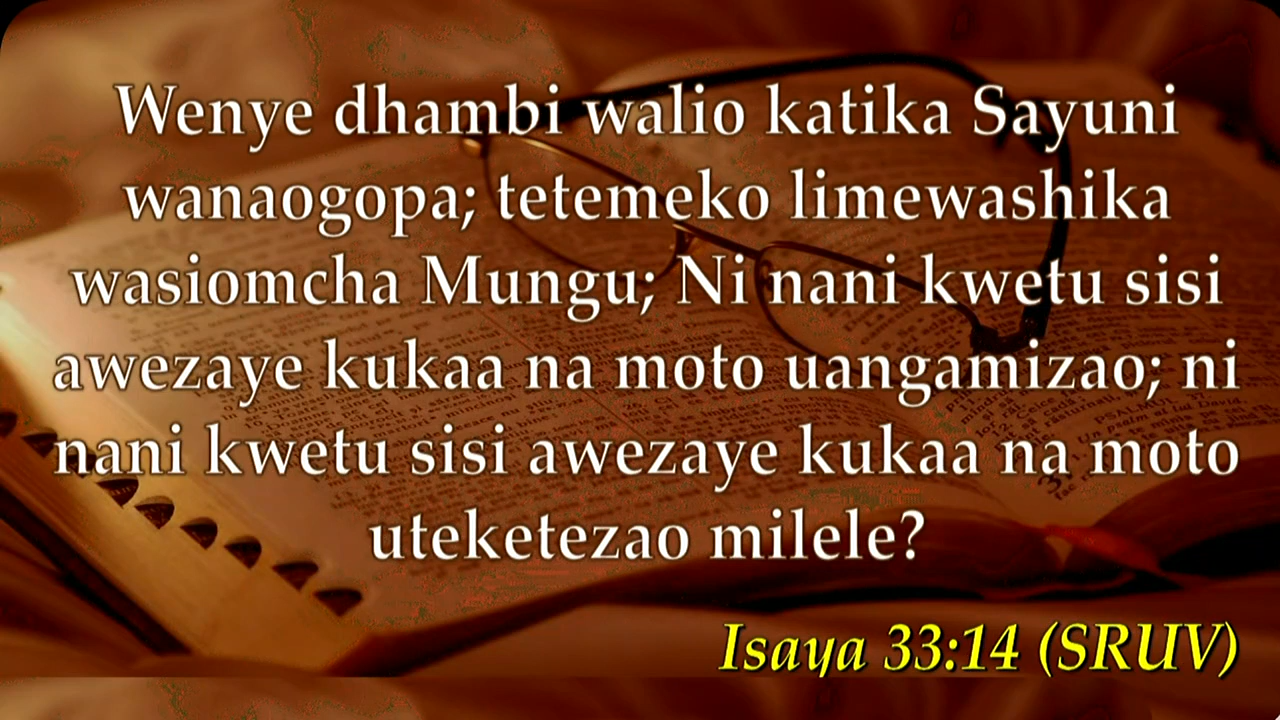 Wenye dhambi walio katika Sayuni
wanaogopa; tetemeko limewashika
wasiomcha Mungu; Ni nani kwetu sisi
awezaye kukaa na moto uangamizao; ni
nani kwetu sisi awezaye kukaa na moto
uteketezao milele?
Isaya 33:14 (SRUV)